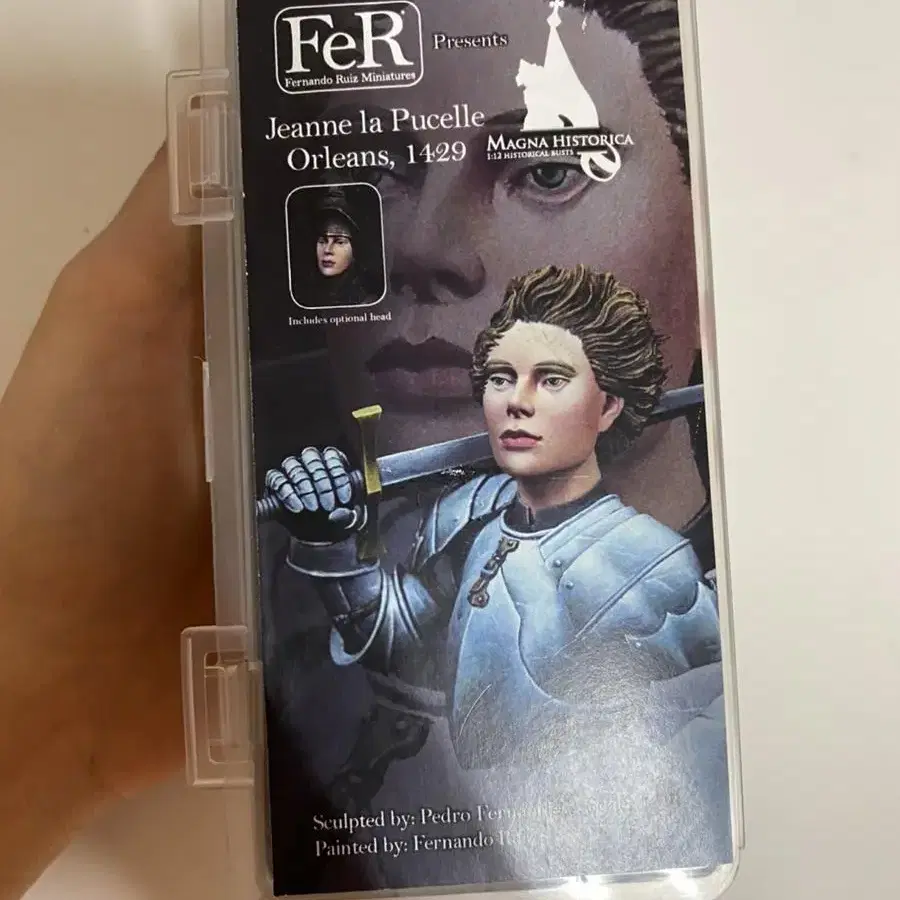 FeR
Fernando Ruiz Miniatures
Presents
Jeanne la Pucelle
Orleans, 1429
MAGNA HISTORICA
1:12 HISTORICAL BUSTS
Includes optional head
Sculpted by: Pedro
Painted by: Fernando